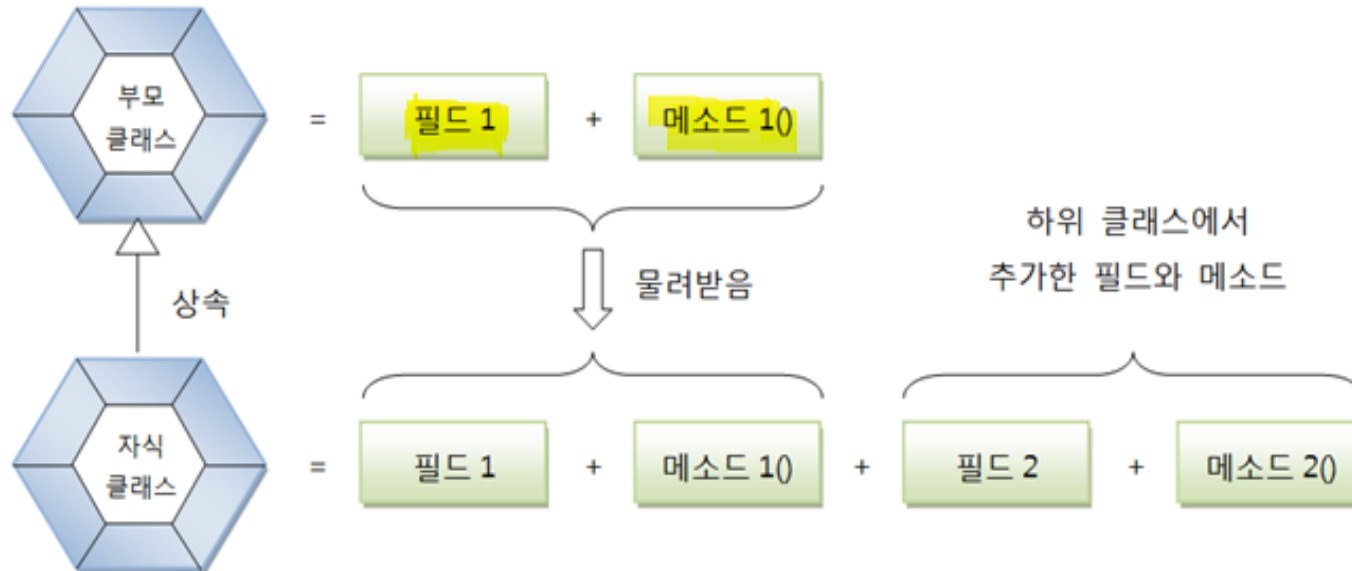 부모
클래스
=
필드 1
+
메소드 1()
하위 클래스에서
추가한 필드와 메소드
물려받음
상속
자식
클래스
=
필드 1
+
메소드 1()
+
필드 2
+
메소드 2()